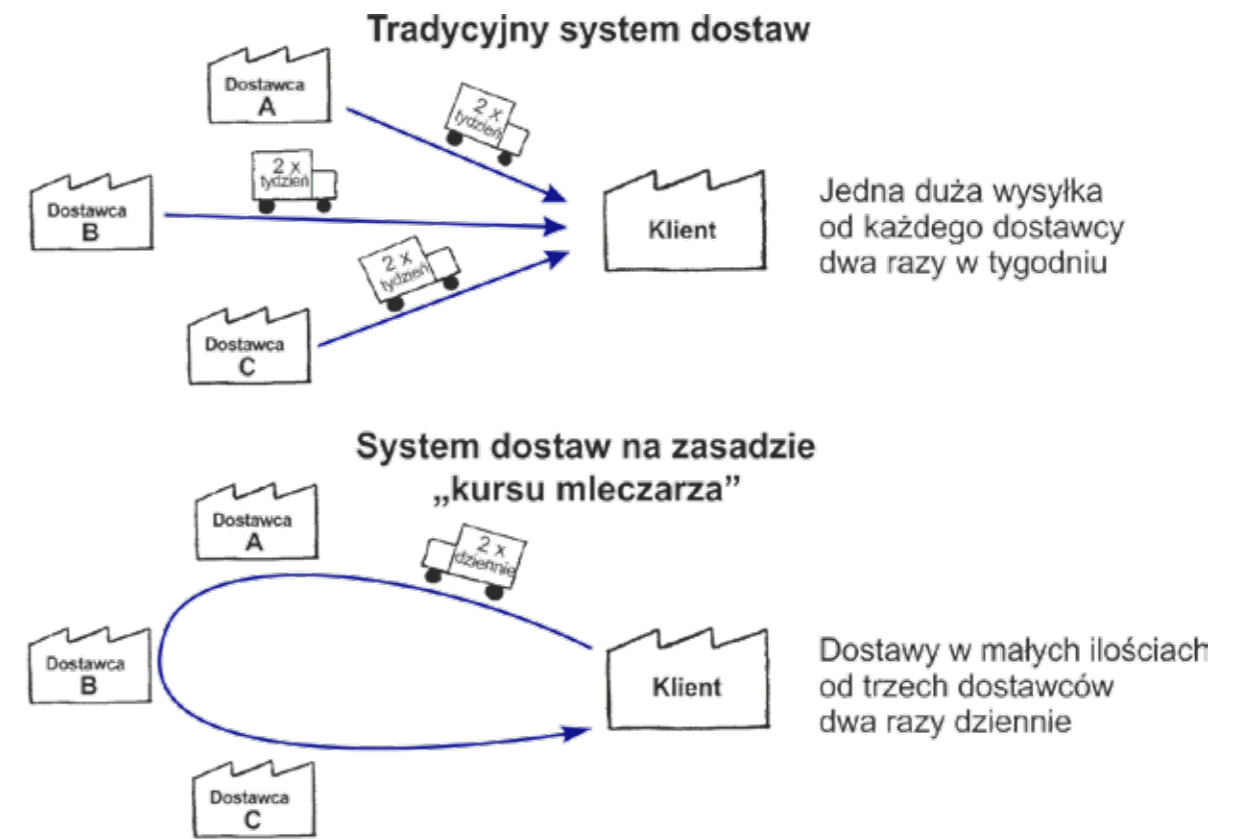 Tradycyjny system dostaw
Dostawca
A
2 x
tydzień
2 x
tydzień
Dostawca
B
Klient
Jedna duża wysyłka
od każdego dostawcy
dwa razy w tygodniu
2 x
tydzień
Dostawca
C
System dostaw na zasadzie
„kursu mleczarza”
Dostawca
A
2 x
dziennie
Dostawca
B
Klient
Dostawy w małych ilościach
od trzech dostawców
dwa razy dziennie
Dostawca
C